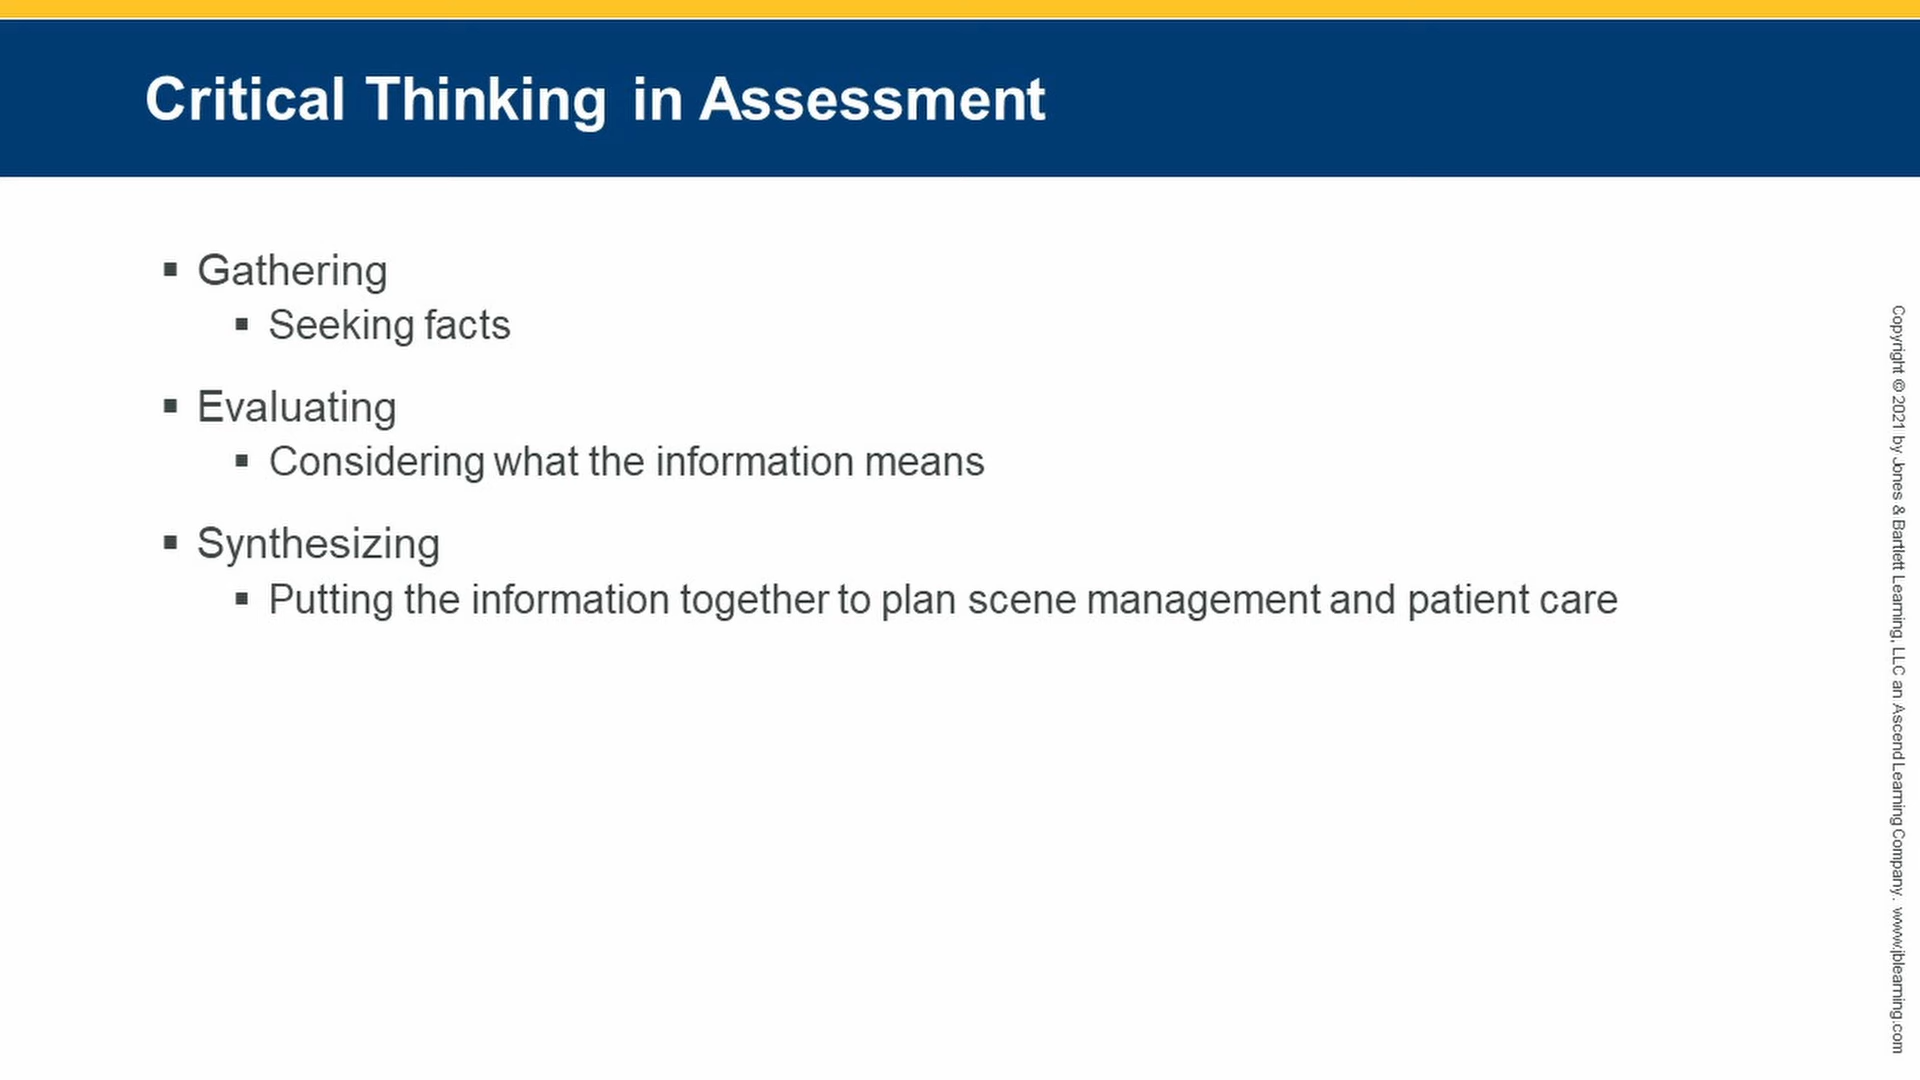 Critical Thinking in Assessment
▪ Gathering
▪ Seeking facts
▪ Evaluating
▪ Considering what the information means
▪ Synthesizing
▪ Putting the information together to plan scene management and patient care
Copyright © 2021 by Jones & Bartlett Learning, LLC an Ascend Learning Company. www.jblearning.com